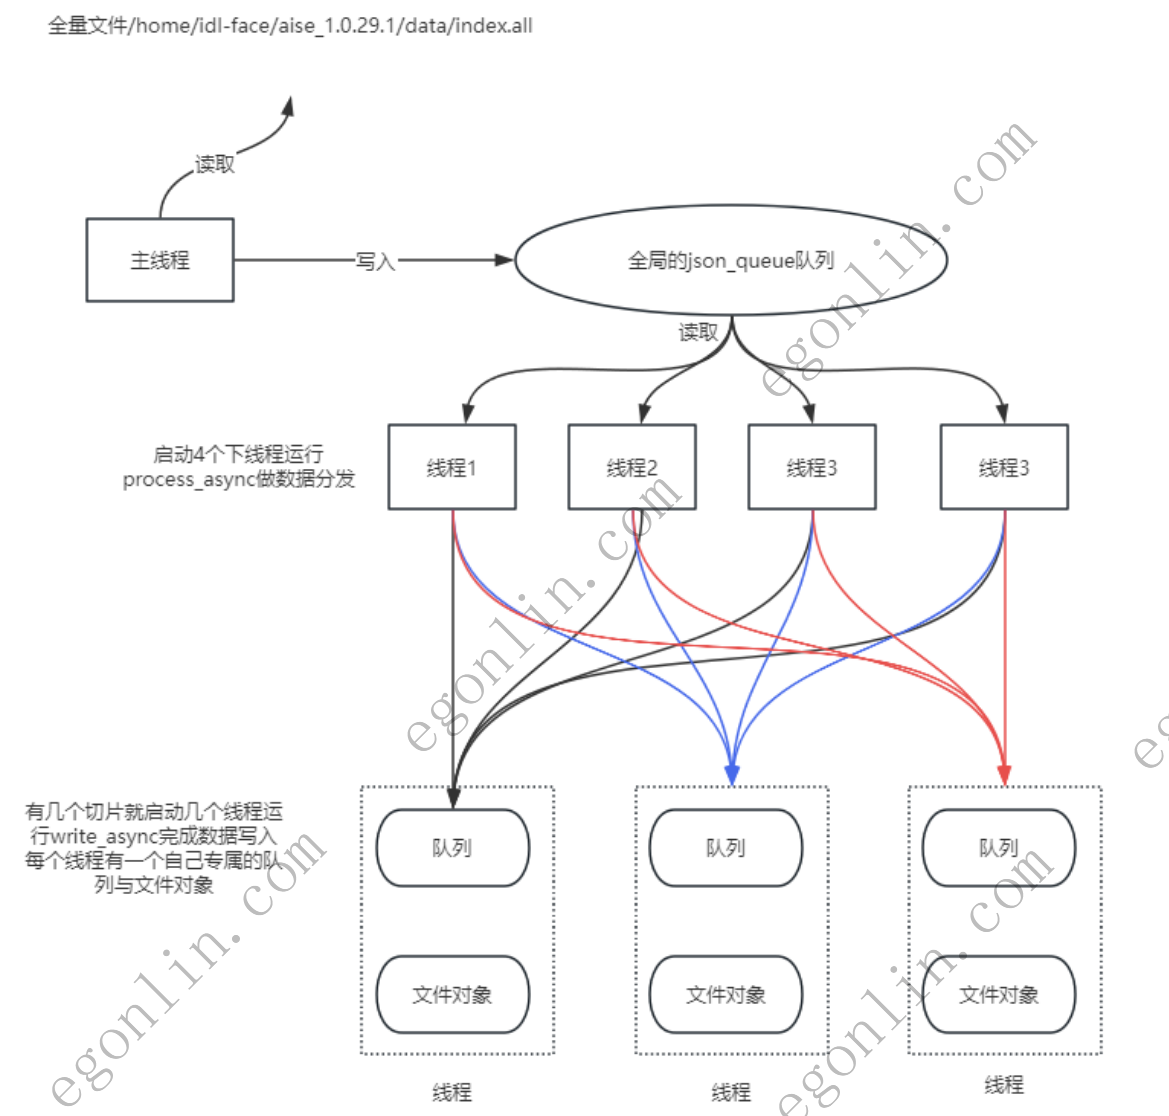 全量文件/home/idl-face/aise_1.0.29.1/data/index.all
读取
主线程
写入
全局的json_queue队列
读取
启动4个下线程运行
process_async做数据分发
线程1
线程2
线程3
线程3
有几个切片就启动几个线程运
行write_async完成数据写入
每个线程有一个自己专属的队
列与文件对象
队列
队列
队列
文件对象
文件对象
文件对象
线程
线程
线程
egonlin.com
egonlin.com
egonlin.com
egonlin.com